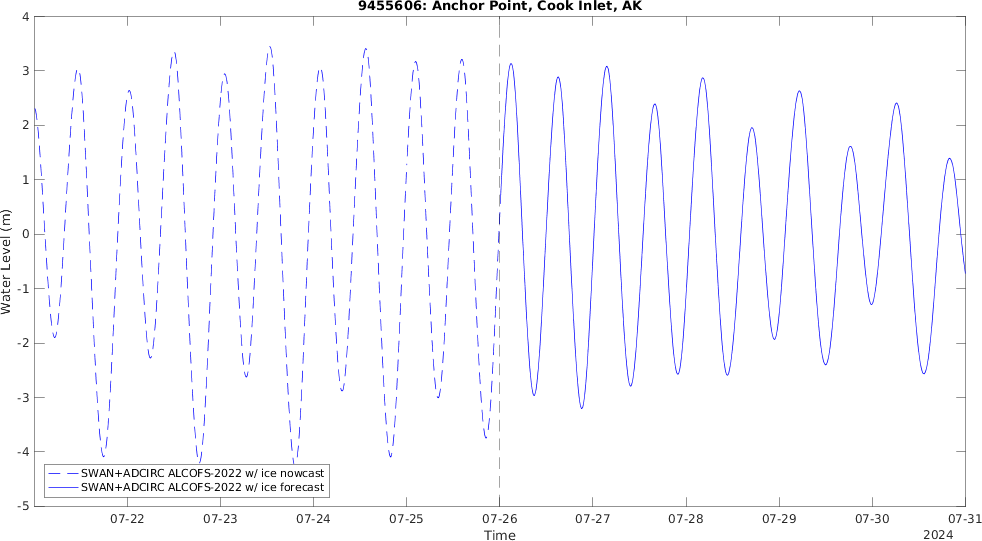 9455606: Anchor Point, Cook Inlet, AK
4
3
2
1
0
-1
-2
-3
-4
-5
Water Level (m)
SWAN+ADCIRC ALCOFS-2022 w/ ice nowcast
SWAN+ADCIRC ALCOFS-2022 w/ ice forecast
07-22 07-23 07-24 07-25 07-26 07-27 07-28 07-29 07-30 07-31
Time
2024